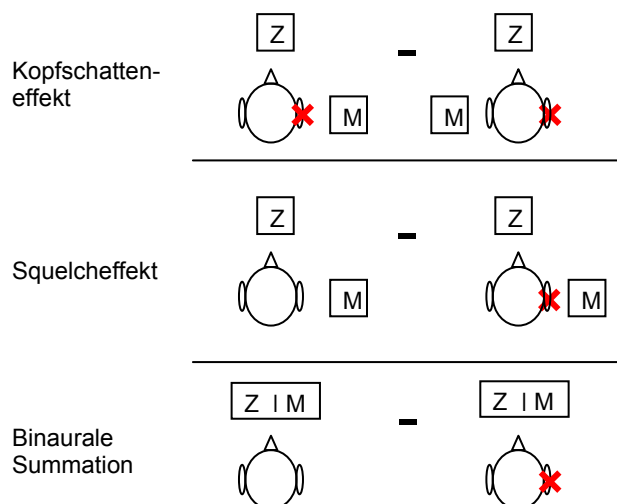 Z - Z
Kopfschatten-
effekt
M M
Z - Z
Squelcheffekt
M M
Z | M - Z | M
Binaurale
Summation